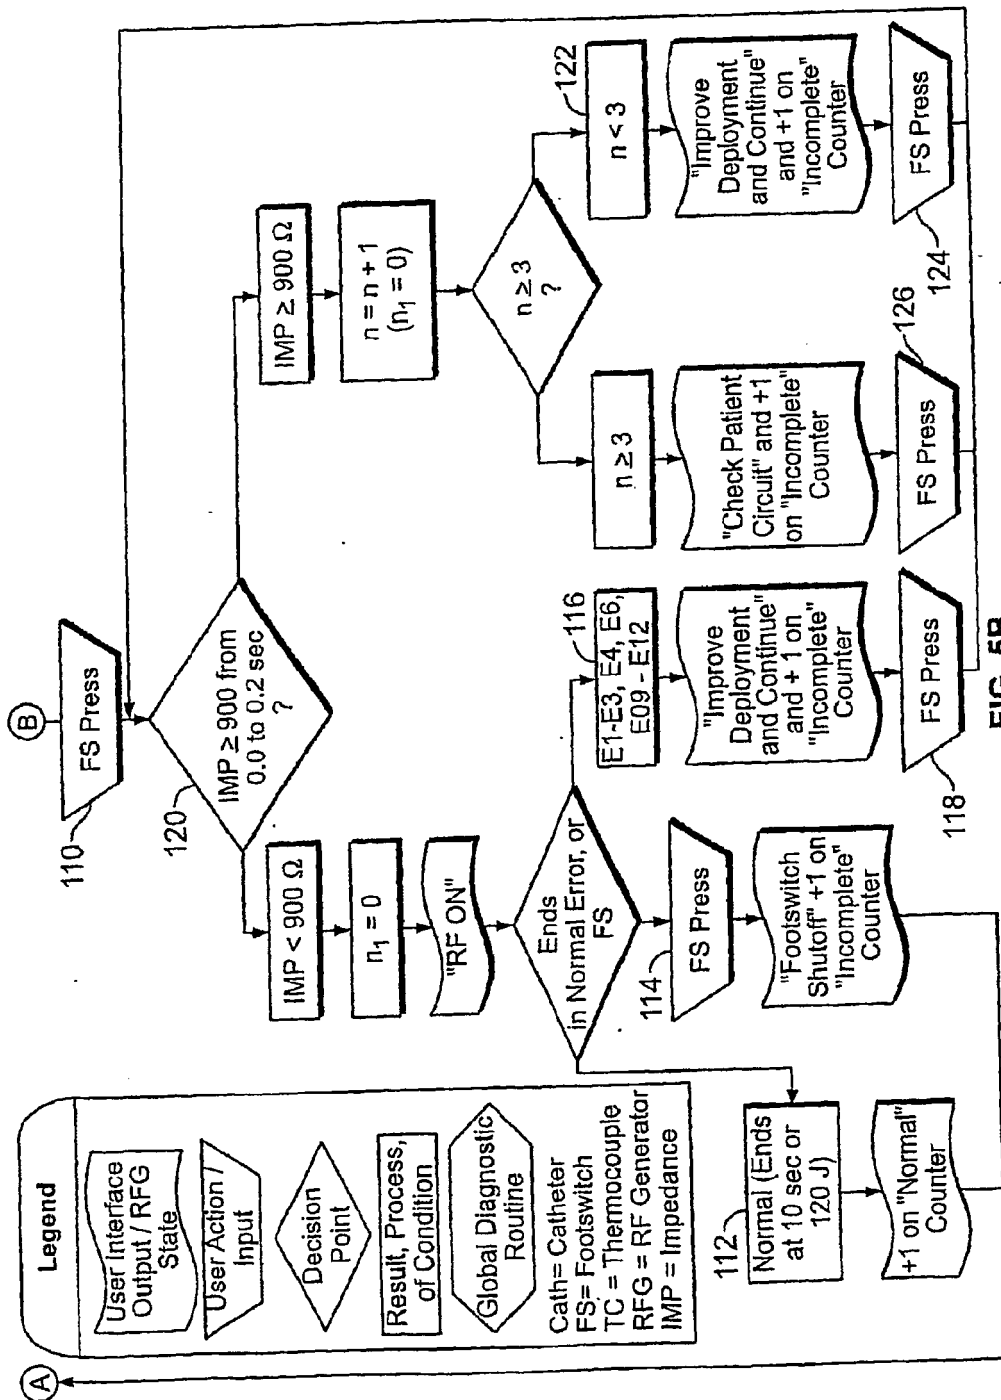 Legend
User Interface
Output / RFG
State
User Action /
Input
Decision
Point
Result, Process,
of Condition
Global Diagnostic
Routine
Cath= Catheter
FS= Footswitch
TC = Thermocouple
RFG = RF Generator
IMP = Impedance
A
B
110
FS Press
120
IMP ≥ 900 from
0.0 to 0.2 sec
?
IMP < 900 Ω
n1 = 0
"RF ON"
Ends
in Normal Error, or
FS
112
Normal (Ends
at 10 sec or
120 J)
+1 on "Normal"
Counter
114
FS Press
"Footswitch
Shutoff" +1 on
"Incomplete"
Counter
116
E1-E3, E4, E6,
E09 - E12
"Improve
Deployment
and Continue"
and + 1 on
"Incomplete"
Counter
118
FS Press
IMP ≥ 900 Ω
n = n + 1
(n1 = 0)
n ≥ 3
?
n ≥ 3
"Check Patient
Circuit" and +1
on "Incomplete"
Counter
126
FS Press
122
n < 3
"Improve
Deployment
and Continue"
and +1 on
"Incomplete"
Counter
124
FS Press
FIG. 5B